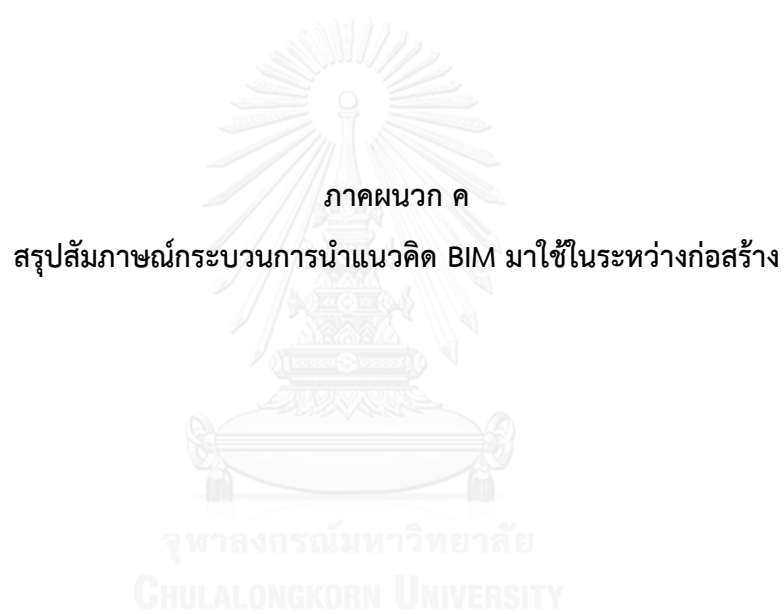 ภาคผนวก ค
สรุปสัมภาษณ์กระบวนการนำแนวคิด BIM มาใช้ในระหว่างก่อสร้าง
จุฬาลงกรณ์มหาวิทยาลัย
CHULALONGKORN UNIVERSITY